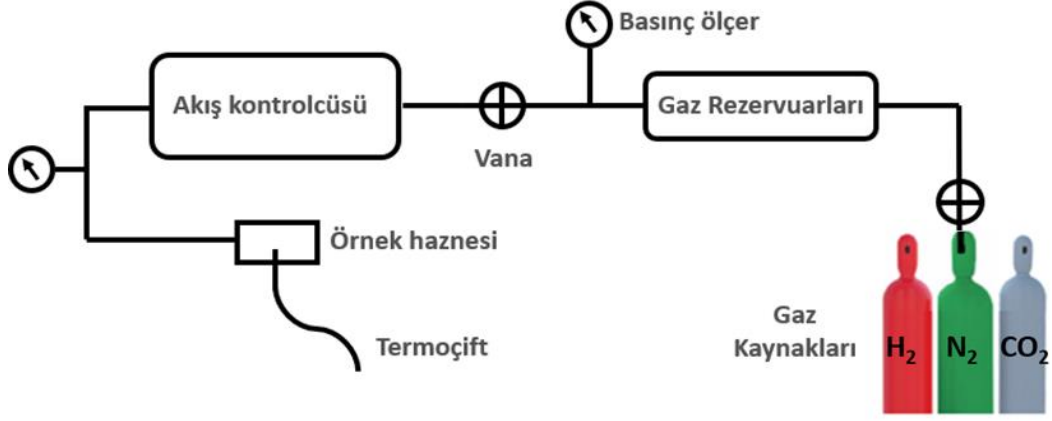 Basınç ölçer
Akış kontrolcüsü
Gaz Rezervuarları
Vana
Örnek haznesi
Termoçift
Gaz
Kaynakları
H₂
N₂
CO₂